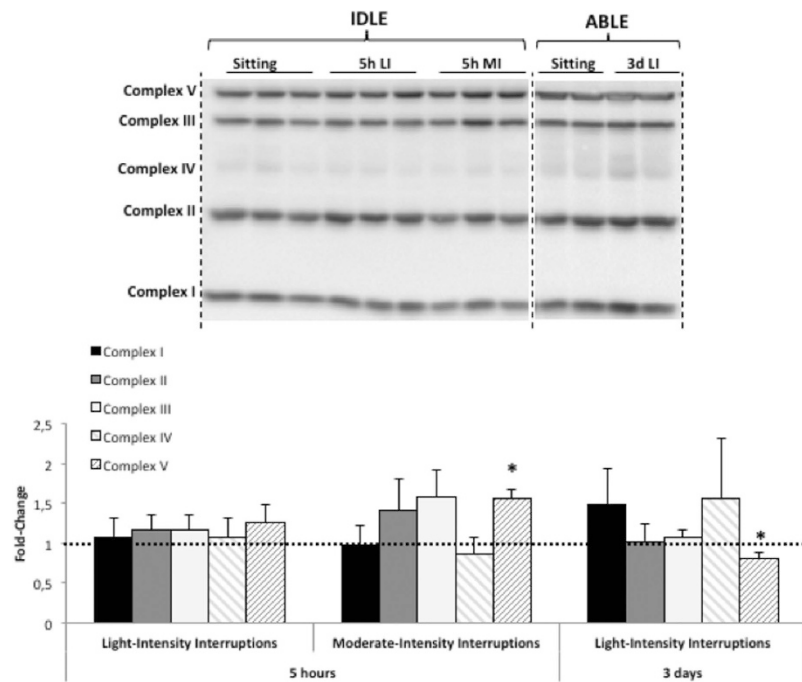 IDLE ABLE
Sitting 5h LI 5h MI Sitting 3d LI
Complex V
Complex III
Complex IV
Complex II
Complex I
Complex I
Complex II
Complex III
Complex IV
Complex V
Fold-Change
2,5
2
1,5
1
0,5
0
*
*
Light-Intensity Interruptions Moderate-Intensity Interruptions Light-Intensity Interruptions
5 hours 3 days